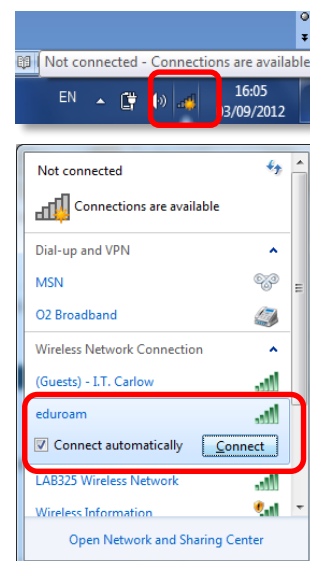 Not connected - Connections are available
EN
16:05
03/09/2012
Not connected
Connections are available
Dial-up and VPN
MSN
O2 Broadband
Wireless Network Connection
(Guests) - I.T. Carlow
eduroam
Connect automatically
Connect
LAB325 Wireless Network
Wireless Information
Open Network and Sharing Center